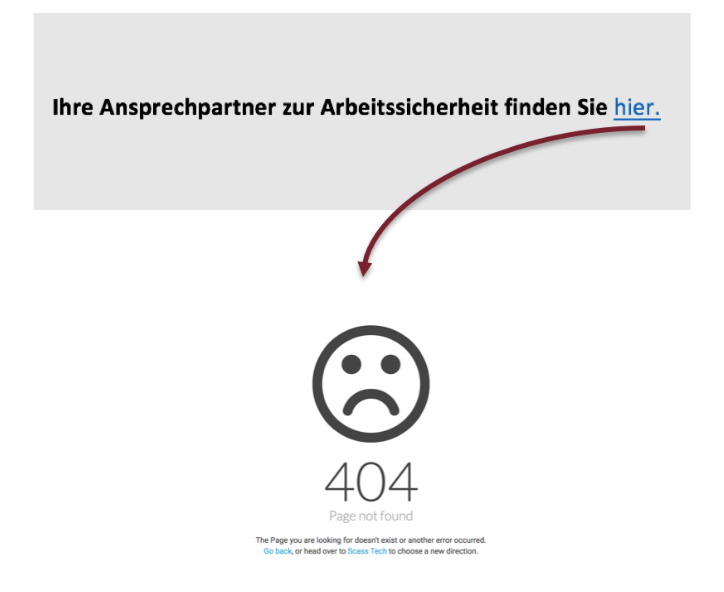 Ihre Ansprechpartner zur Arbeitssicherheit finden Sie hier.
404
Page not found
The Page you are looking for doesn't exist or another error occurred.
Go back, or head over to Scass Tech to choose a new direction.